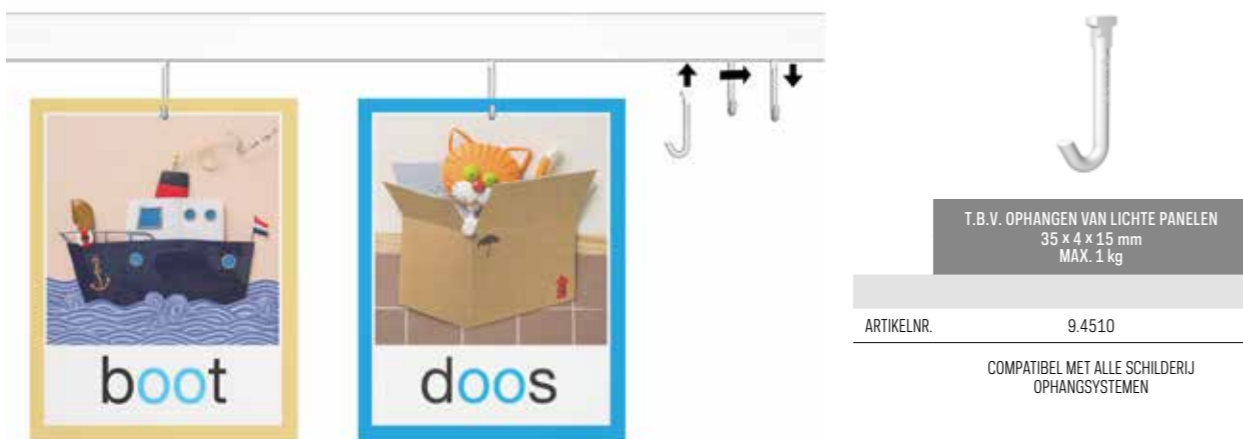 boot
doos
T.B.V. OPHANGEN VAN LICHTE PANELEN
35 x 4 x 15 mm
MAX. 1 kg
ARTIKELNR. 9.4510
COMPATIBEL MET ALLE SCHILDERIJ
OPHANGSYSTEMEN